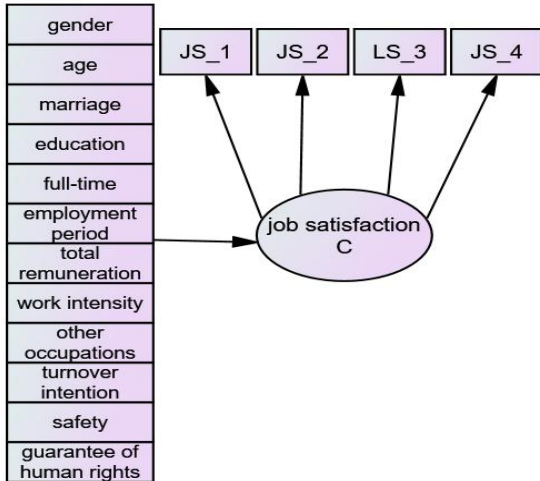 gender
age
marriage
education
full-time
employment
period
total
remuneration
work intensity
other
occupations
turnover
intention
safety
guarantee of
human rights
JS_1
JS_2
LS_3
JS_4
job satisfaction
C